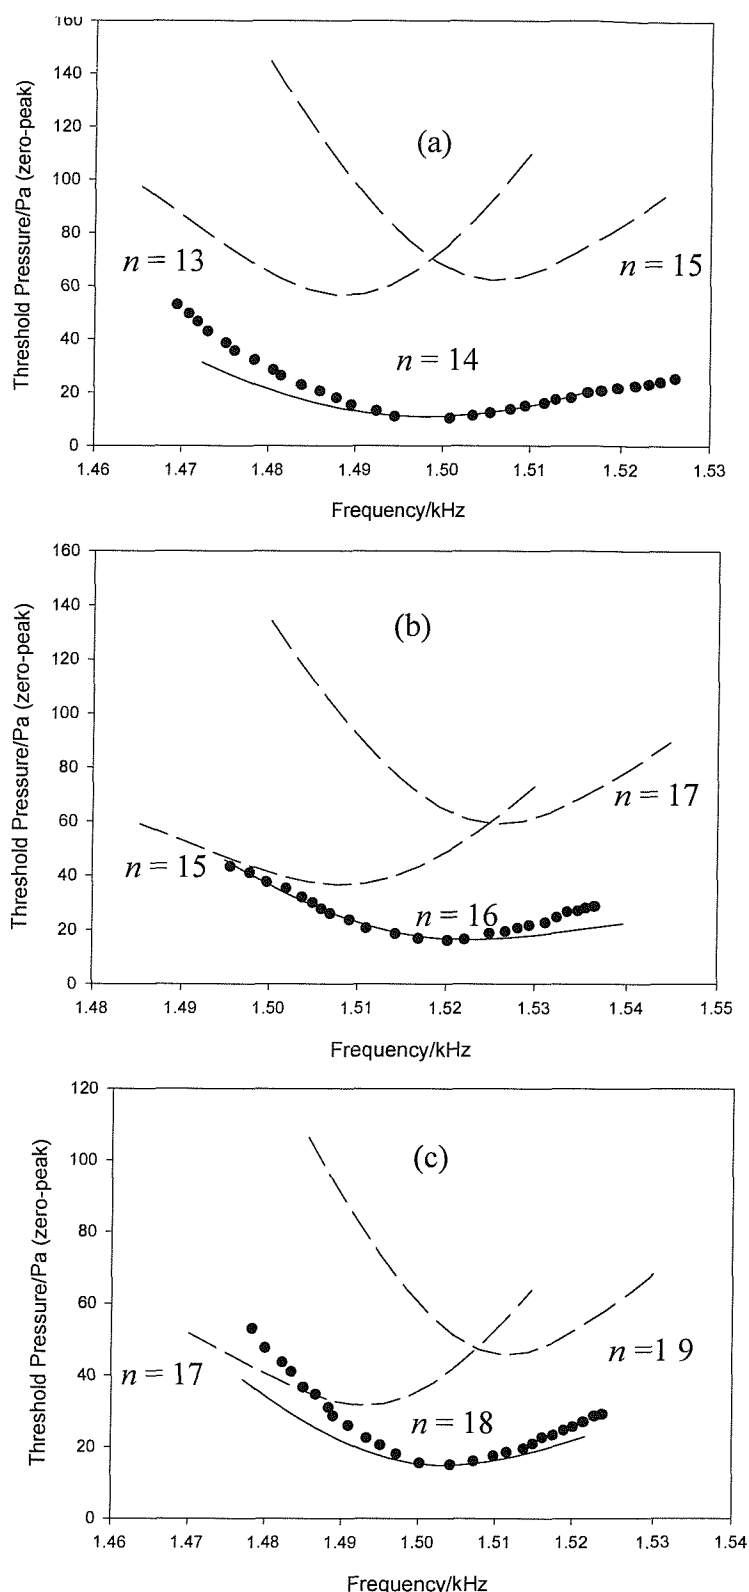 160
140
120
100
80
60
40
20
0
Threshold Pressure/Pa (zero-peak)
(a)
n = 13
n = 15
n = 14
1.46 1.47 1.48 1.49 1.50 1.51 1.52 1.53
Frequency/kHz
160
140
120
100
80
60
40
20
0
Threshold Pressure/Pa (zero-peak)
(b)
n = 17
n = 15
n = 16
1.48 1.49 1.50 1.51 1.52 1.53 1.54 1.55
Frequency/kHz
120
100
80
60
40
20
0
Threshold Pressure/Pa (zero-peak)
(c)
n =1 9
n = 17
n = 18
1.46 1.47 1.48 1.49 1.50 1.51 1.52 1.53 1.54
Frequency/kHz